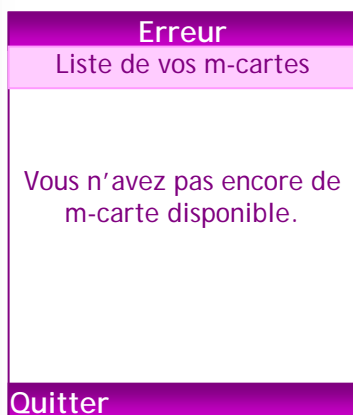 Erreur
Liste de vos m-cartes
Vous n’avez pas encore de
m-carte disponible.
Quitter